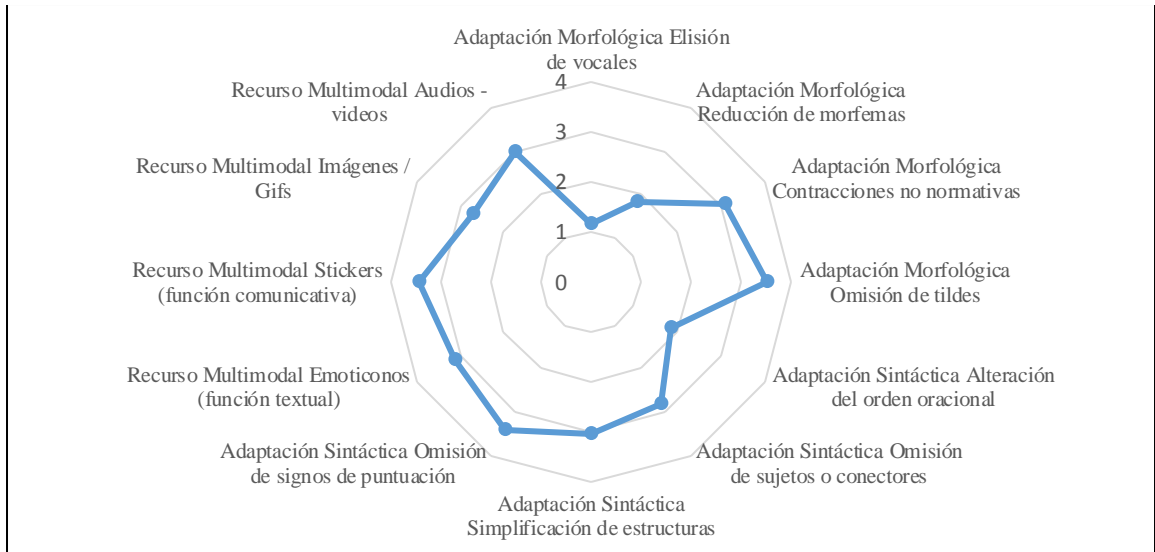 Adaptación Morfológica Elisión
de vocales
Adaptación Morfológica
Reducción de morfemas
Adaptación Morfológica
Contracciones no normativas
Adaptación Morfológica
Omisión de tildes
Adaptación Sintáctica Alteración
del orden oracional
Adaptación Sintáctica Omisión
de sujetos o conectores
Adaptación Sintáctica
Simplificación de estructuras
Adaptación Sintáctica Omisión
de signos de puntuación
Recurso Multimodal Emoticonos
(función textual)
Recurso Multimodal Stickers
(función comunicativa)
Recurso Multimodal Imágenes /
Gifs
Recurso Multimodal Audios -
videos
4
3
2
1
0